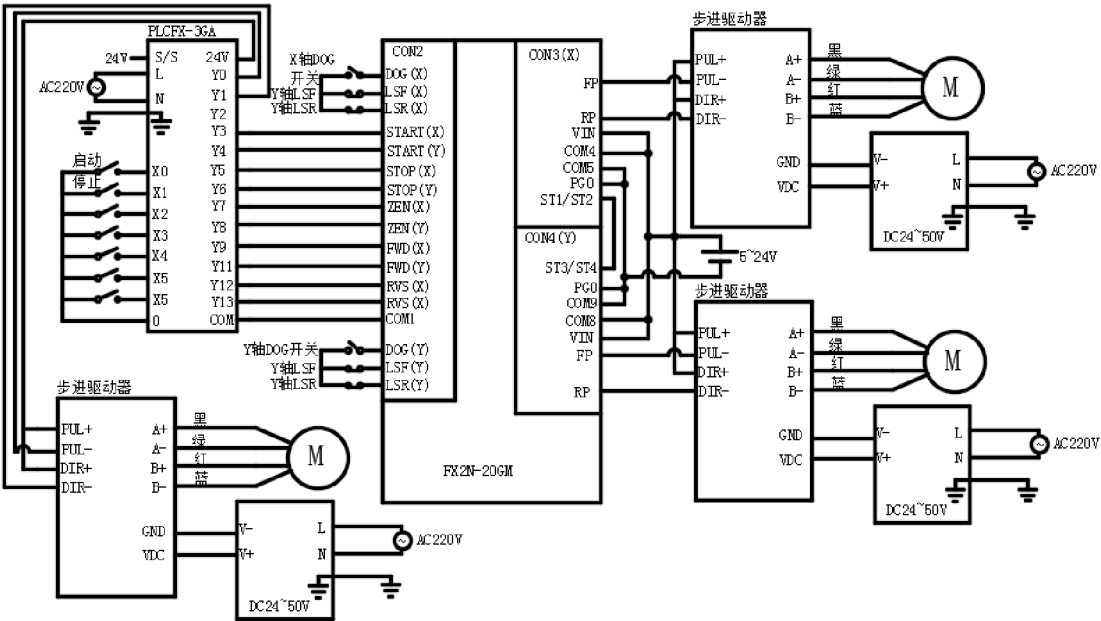 PLCFX-3GA
24V
S/S
L
N
AC220V
启动
停止
X0
X1
X2
X3
X4
X5
X5
0
24V
Y0
Y1
Y2
Y3
Y4
Y5
Y6
Y7
Y8
Y9
Y11
Y12
Y13
COM
X轴DOG
开关
Y轴LSF
Y轴LSR
Y轴DOG开关
Y轴LSF
Y轴LSR
CON2
DOG(X)
LSF(X)
LSR(X)
START(X)
START(Y)
STOP(X)
STOP(Y)
ZEN(X)
ZEN(Y)
FWD(X)
FWD(Y)
RVS(X)
RVS(X)
COM1
DOG(Y)
LSF(Y)
LSR(Y)
FX2N-20GM
CON3(X)
FP
RP
VIN
COM4
COM5
PG0
ST1/ST2
CON4(Y)
ST3/ST4
PG0
COM9
COM8
VIN
FP
RP
5~24V
步进驱动器
PUL+
PUL-
DIR+
DIR-
A+
A-
B+
B-
GND
VDC
黑
绿
红
蓝
M
V-
V+
L
N
DC24~50V
AC220V
步进驱动器
PUL+
PUL-
DIR+
DIR-
A+
A-
B+
B-
GND
VDC
黑
绿
红
蓝
M
V-
V+
L
N
DC24~50V
AC220V
步进驱动器
PUL+
PUL-
DIR+
DIR-
A+
A-
B+
B-
GND
VDC
黑
绿
红
蓝
M
V-
V+
L
N
DC24~50V
AC220V